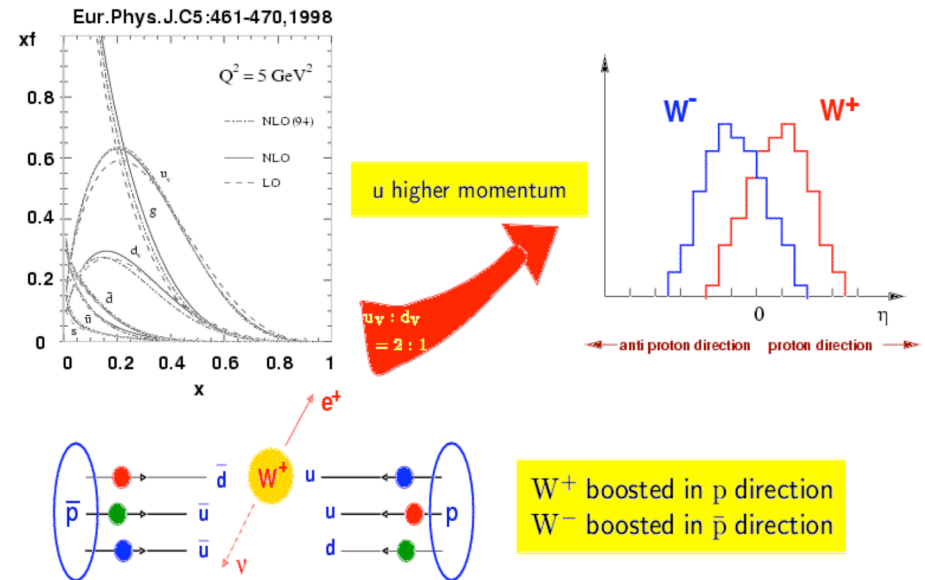 Eur.Phys.J.C5:461-470,1998
xf
Q² = 5 GeV²
NLO (94)
NLO
LO
0.8
0.6
0.4
0.2
0
u_v
g
d_v
d̄
ū
s
0 0.2 0.4 0.6 0.8 1
x
u higher momentum
u_v : d_v
= 2 : 1
W⁻ W⁺
0 η
anti proton direction proton direction
e⁺
p̄ d̄ W⁺ u p
ū u
ū ν d
W⁺ boosted in p direction
W⁻ boosted in p̄ direction